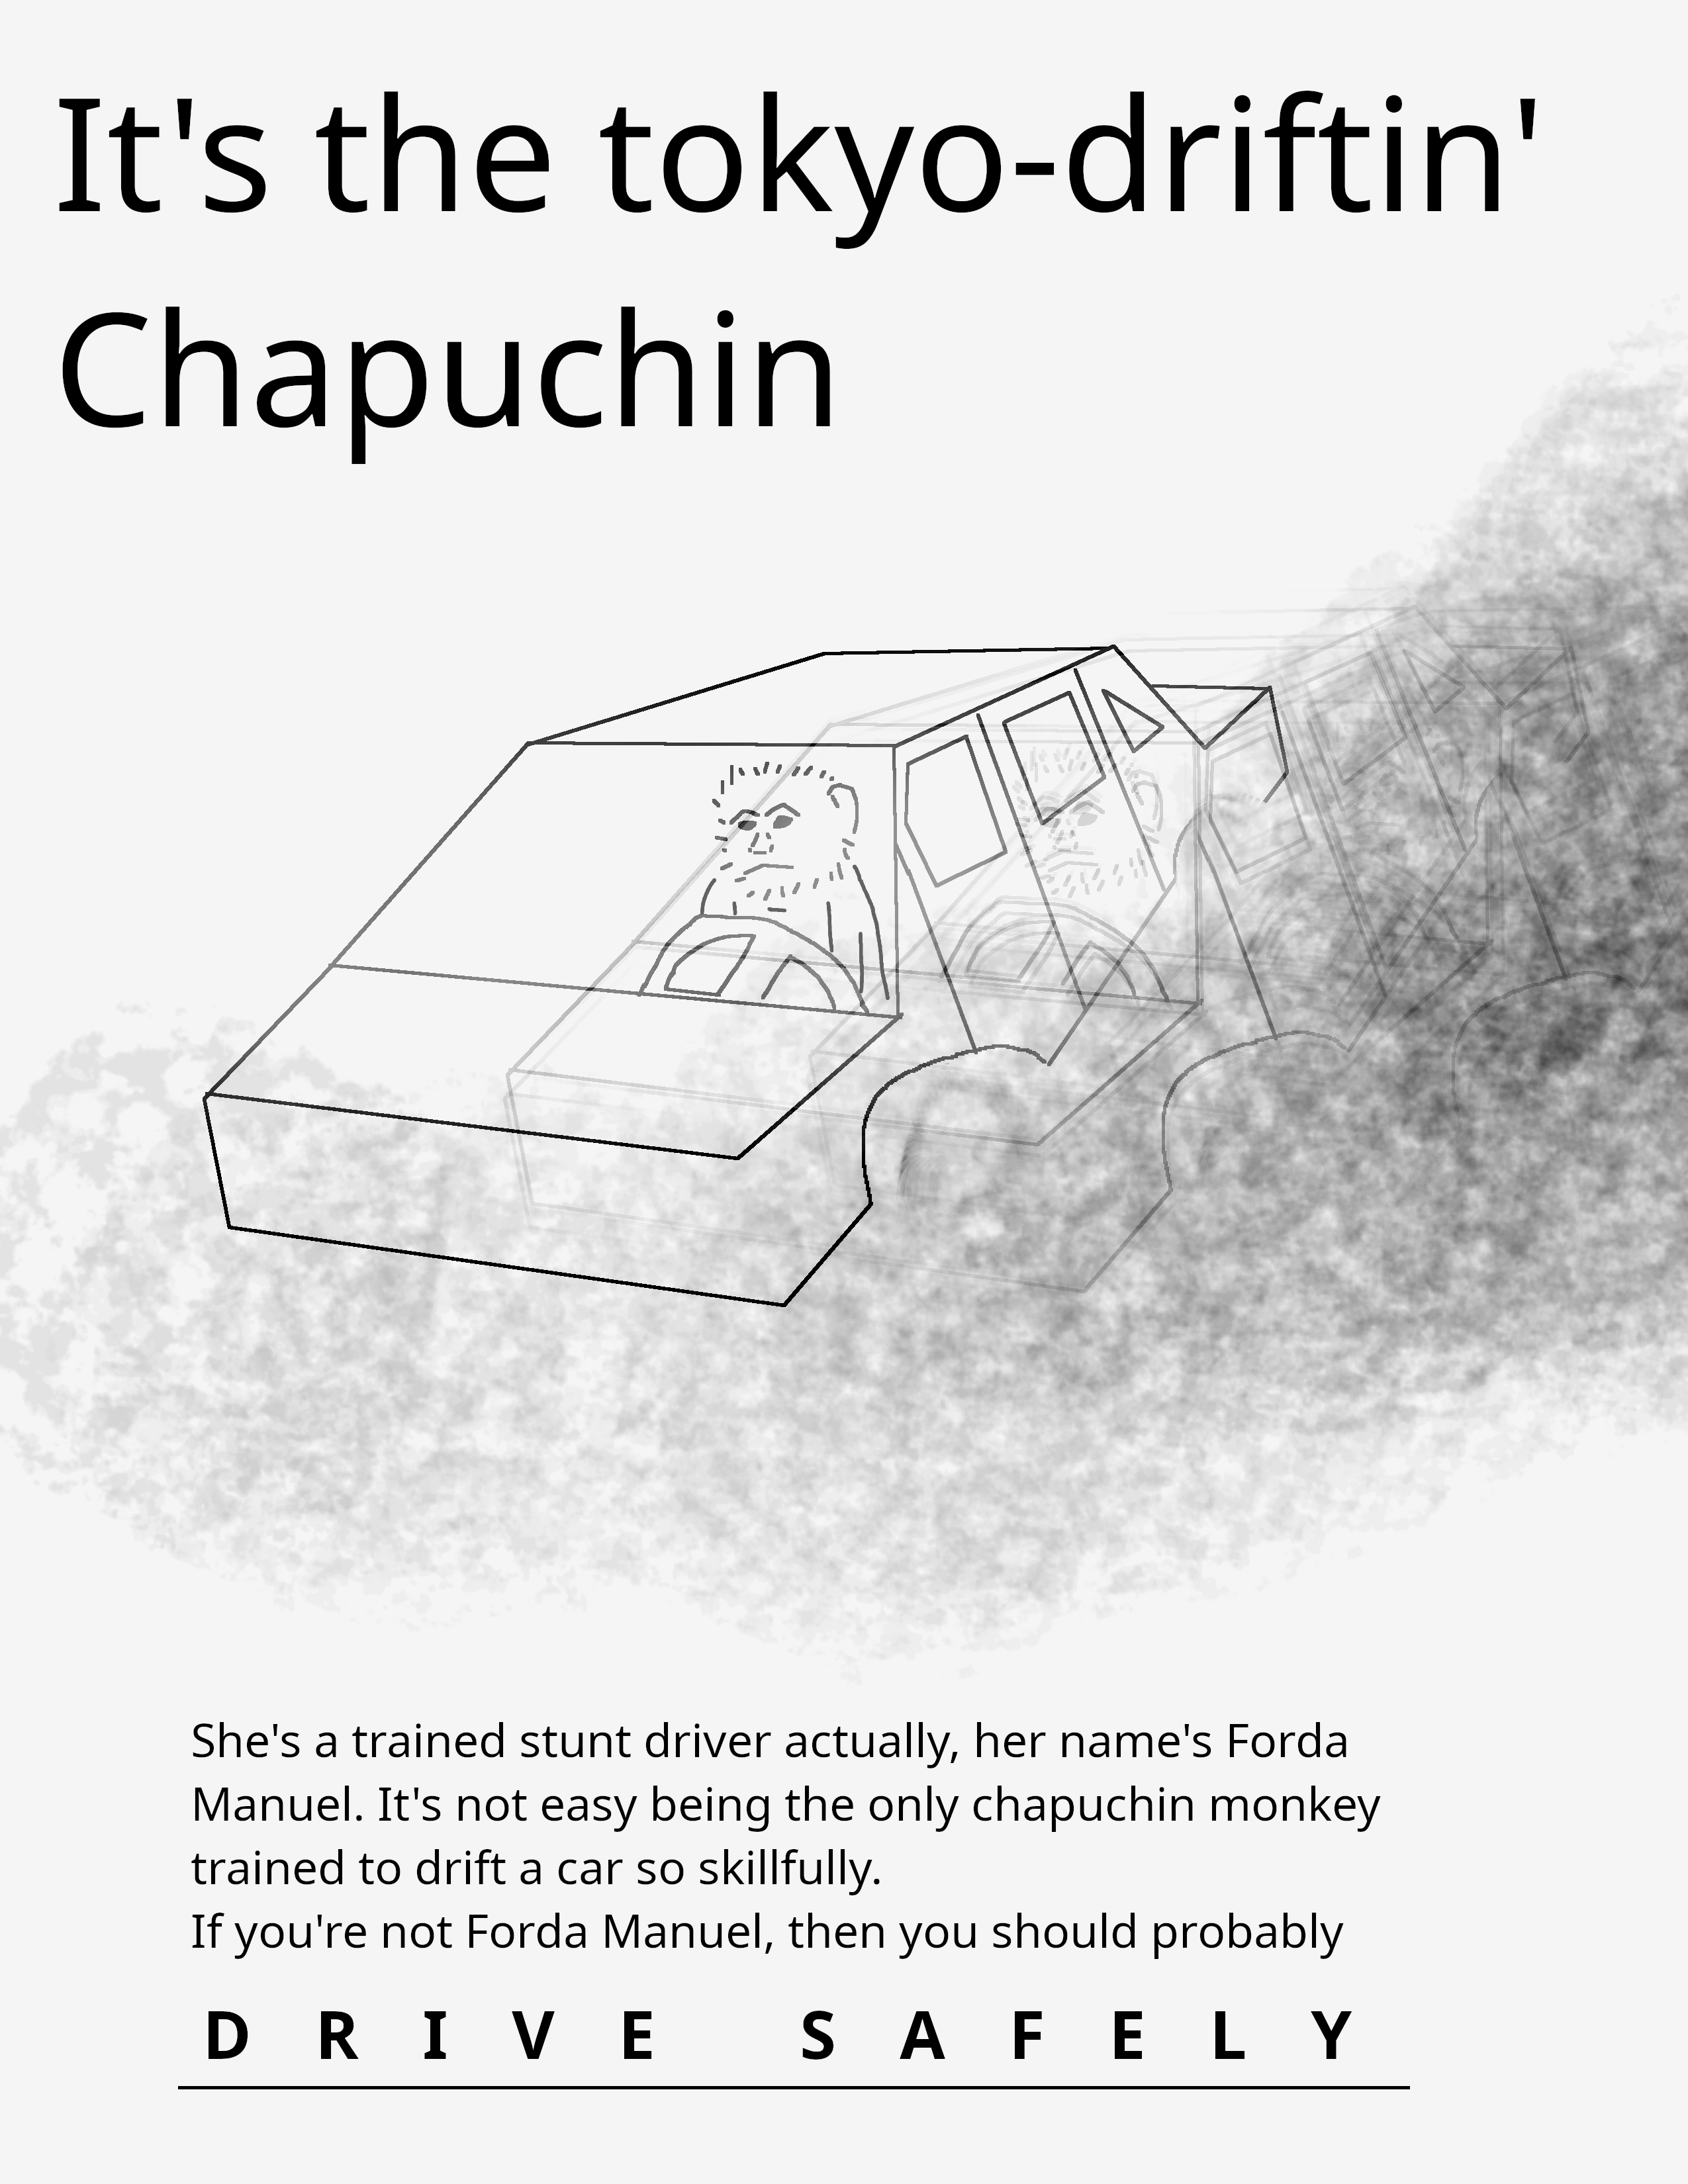 It's the tokyo-driftin'
Chapuchin
She's a trained stunt driver actually, her name's Forda
Manuel. It's not easy being the only chapuchin monkey
trained to drift a car so skillfully.
If you're not Forda Manuel, then you should probably
DRIVE SAFELY